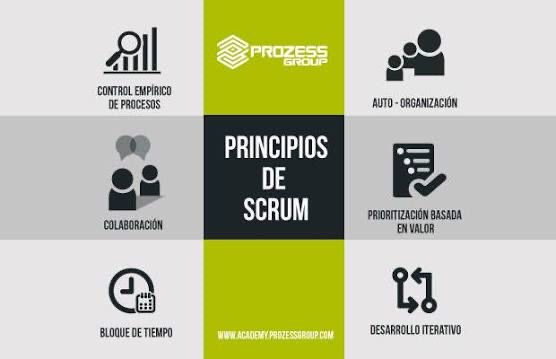 PROZESS
GROUP
CONTROL EMPÍRICO
DE PROCESOS
AUTO - ORGANIZACIÓN
PRINCIPIOS
DE
SCRUM
COLABORACIÓN
PRIORITIZACIÓN BASADA
EN VALOR
BLOQUE DE TIEMPO
WWW.ACADEMY.PROZESSGROUP.COM
DESARROLLO ITERATIVO